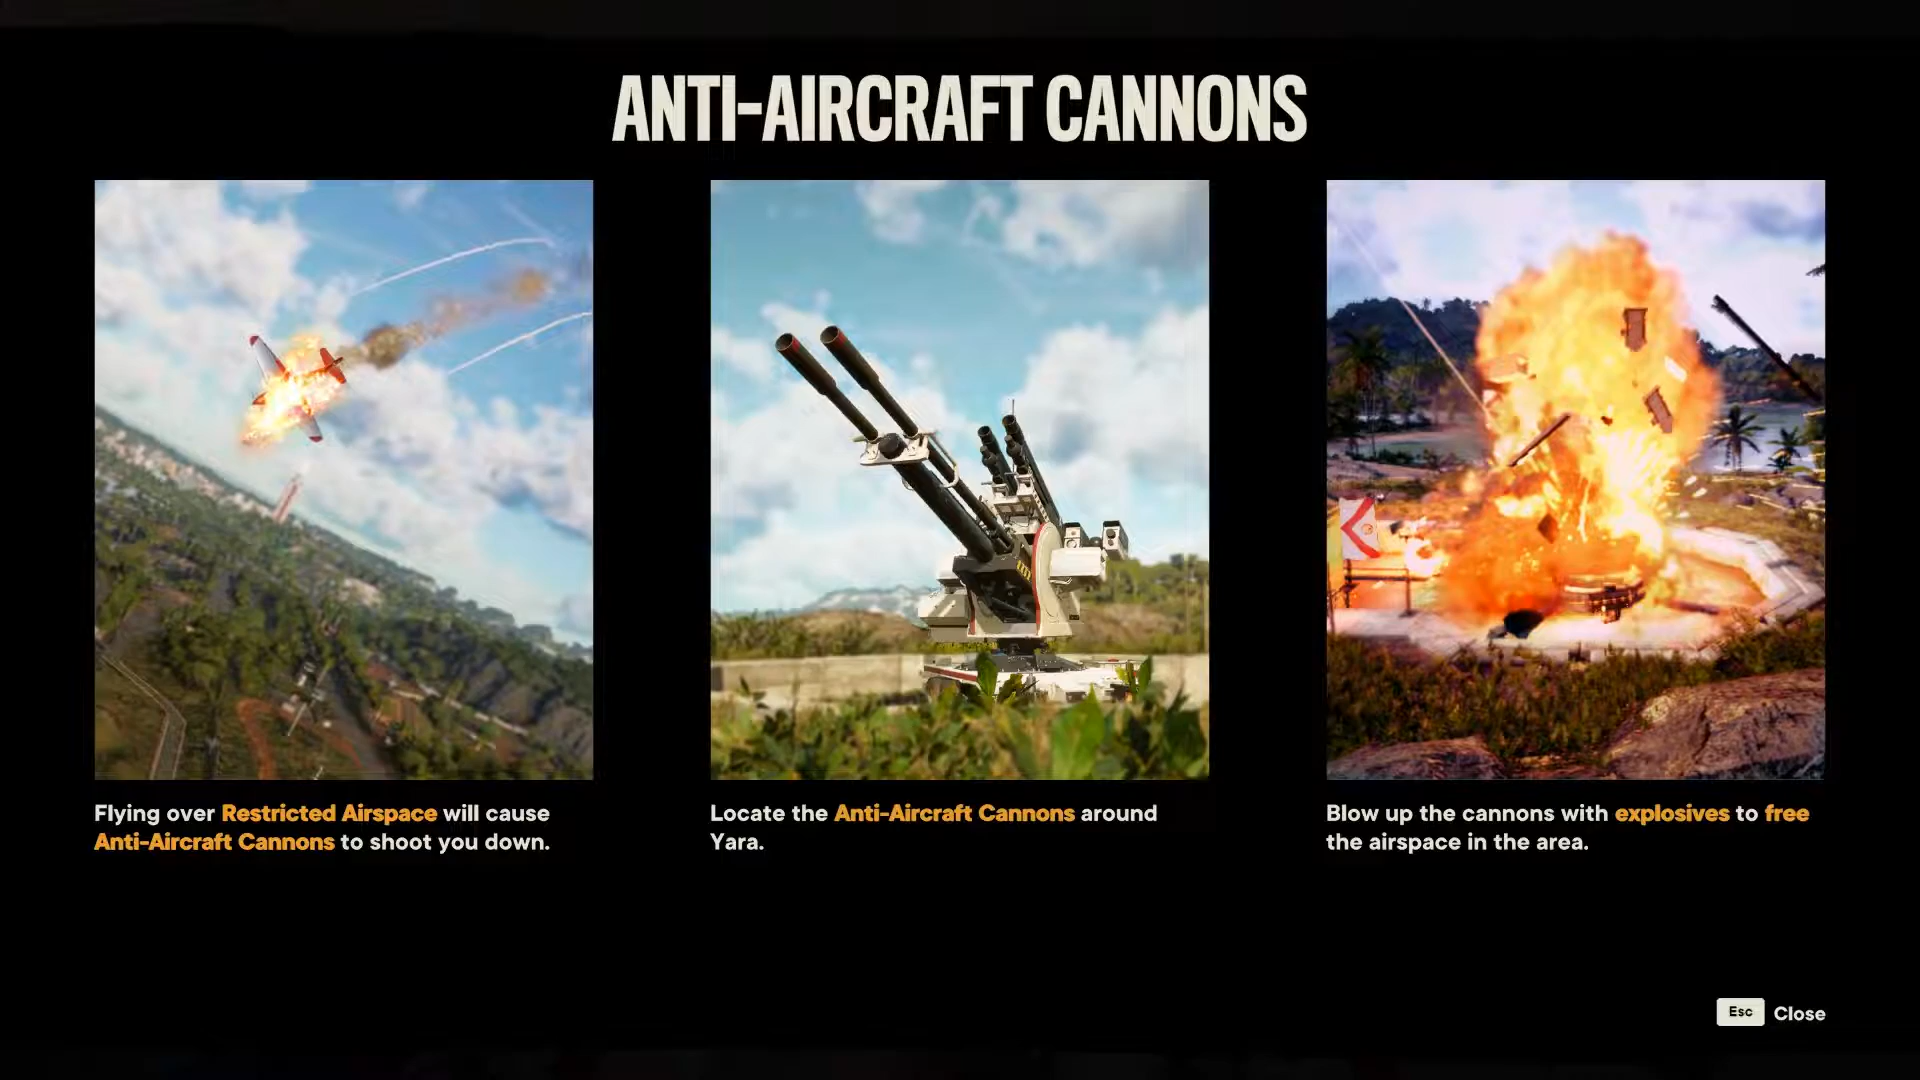 ANTI-AIRCRAFT CANNONS
Flying over Restricted Airspace will cause
Anti-Aircraft Cannons to shoot you down.
Locate the Anti-Aircraft Cannons around
Yara.
Blow up the cannons with explosives to free
the airspace in the area.
Esc Close